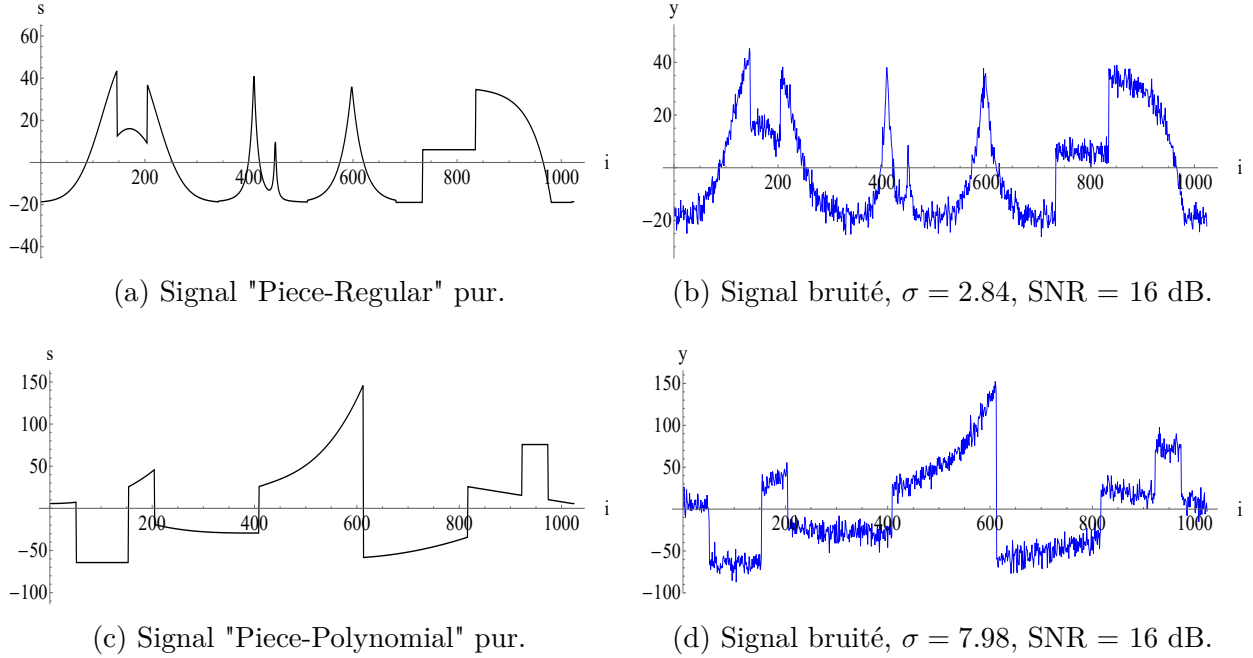 s
60
40
20
200 400 600 800 1000 i
−20
−40
(a) Signal "Piece-Regular" pur.
y
40
20
200 400 600 800 1000 i
−20
(b) Signal bruité, σ = 2.84, SNR = 16 dB.
s
150
100
50
200 400 600 800 1000 i
−50
−100
(c) Signal "Piece-Polynomial" pur.
y
150
100
50
200 400 600 800 1000 i
−50
−100
(d) Signal bruité, σ = 7.98, SNR = 16 dB.